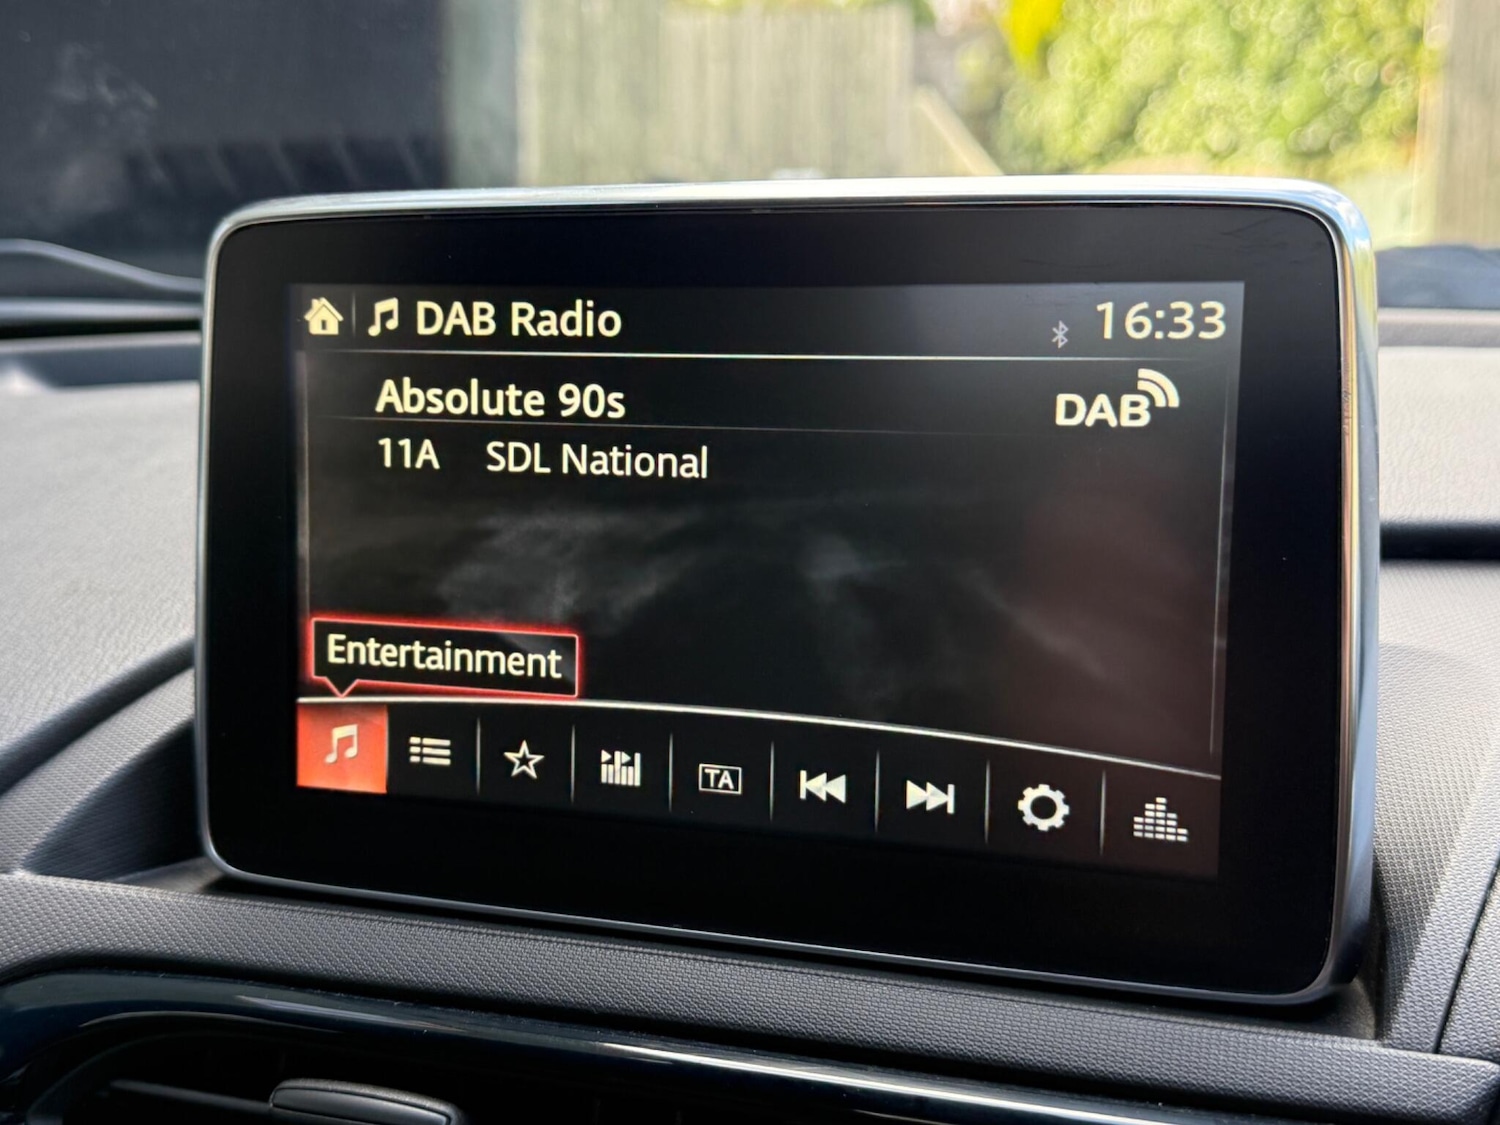 DAB Radio 16:33
Absolute 90s DAB
11A SDL National
Entertainment
TA